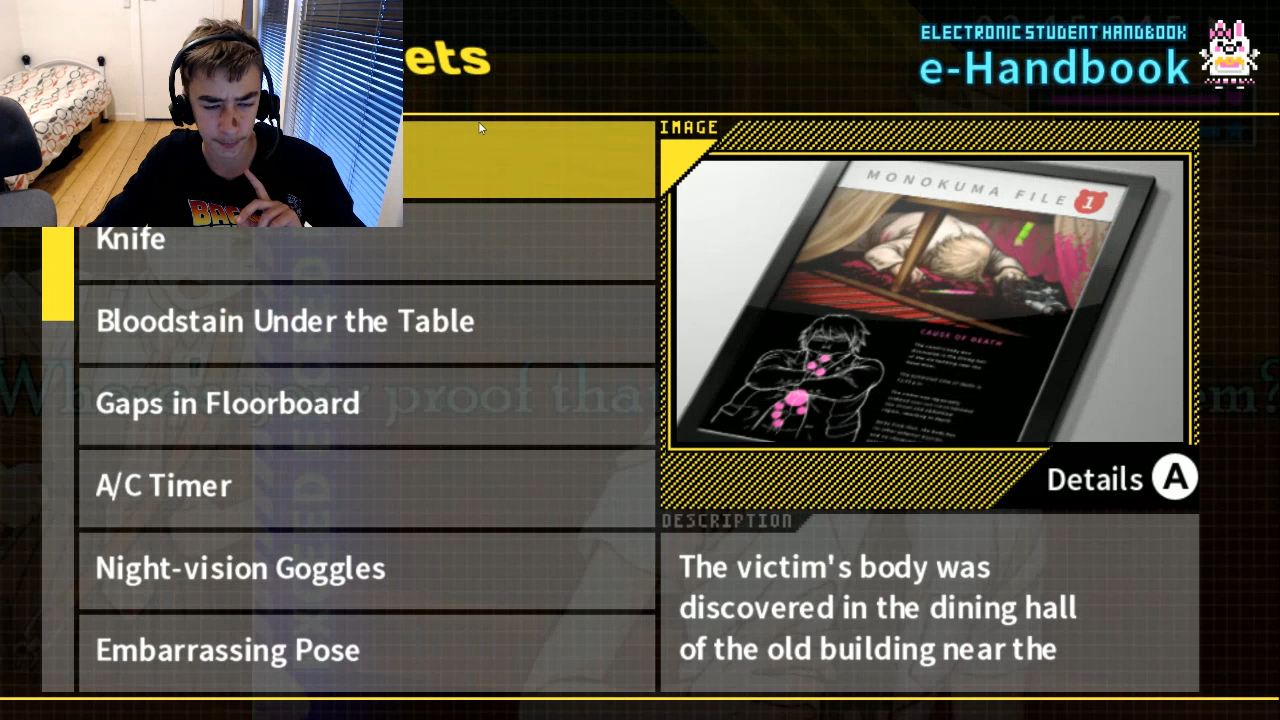 ets
ELECTRONIC STUDENT HANDBOOK
e-Handbook
IMAGE
MONOKUMA FILE 1
CAUSE OF DEATH
Knife
Bloodstain Under the Table
Gaps in Floorboard
A/C Timer
Night-vision Goggles
Embarrassing Pose
Details A
DESCRIPTION
The victim's body was
discovered in the dining hall
of the old building near the
proof